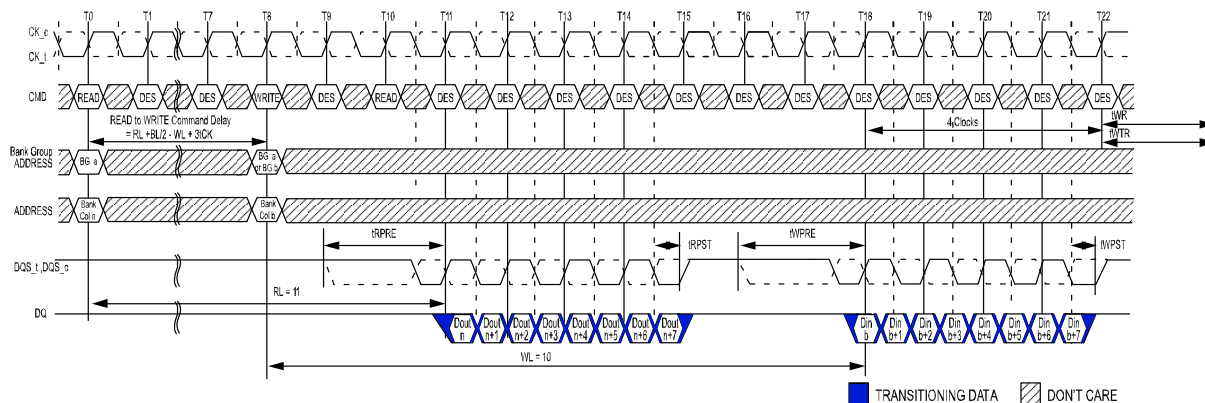 T0 T1 T7 T8 T9 T10 T11 T12 T13 T14 T15 T16 T17 T18 T19 T20 T21 T22
CK_c
CK_t
CMD READ DES DES WRITE DES READ DES DES DES DES DES DES DES DES DES DES DES DES
READ to WRITE Command Delay
= RL +BL/2 - WL + 3tCK
4 Clocks
tWR
tWTR
Bank Group
ADDRESS
BG a
BG a
or BG b
ADDRESS
Bank
Col n
Bank
Col b
tRPRE tRPST tWPRE tWPST
DQS_t ,DQS_c
RL = 11
DQ
Dout
n
Dout
n+1
Dout
n+2
Dout
n+3
Dout
n+4
Dout
n+5
Dout
n+6
Dout
n+7
Din
b
Din
b+1
Din
b+2
Din
b+3
Din
b+4
Din
b+5
Din
b+6
Din
b+7
WL = 10
TRANSITIONING DATA
DON'T CARE